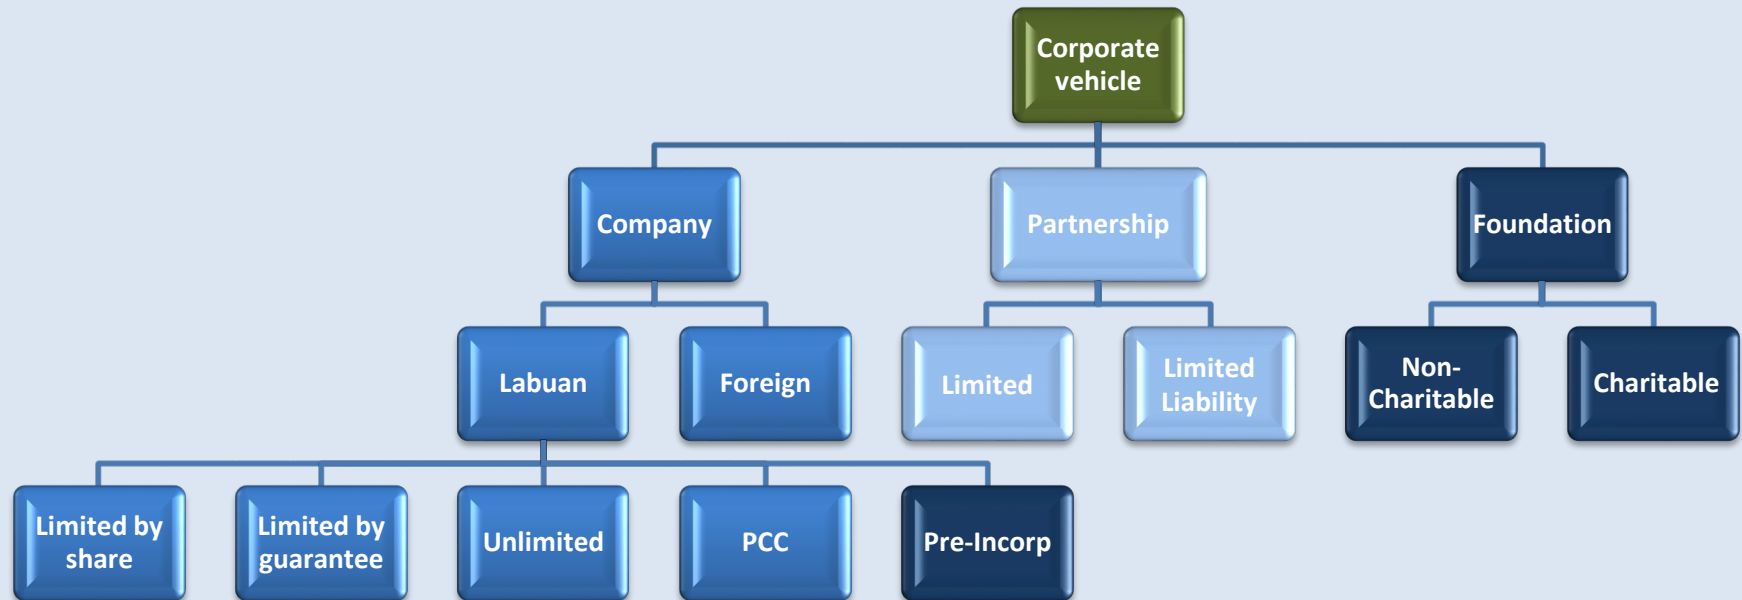 Corporate
vehicle
Company
Partnership
Foundation
Labuan
Foreign
Limited
Limited
Liability
Non-
Charitable
Charitable
Limited by
share
Limited by
guarantee
Unlimited
PCC
Pre-Incorp